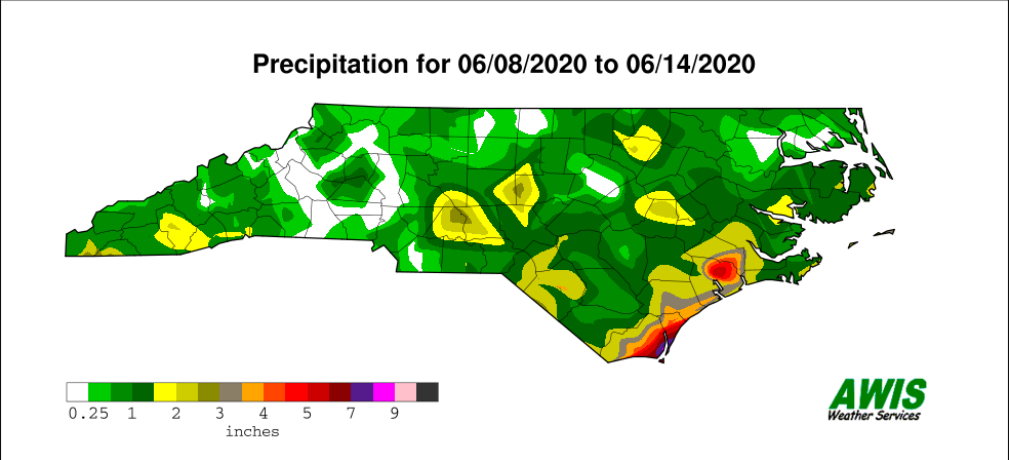 Precipitation for 06/08/2020 to 06/14/2020
0.25 1 2 3 4 5 7 9
inches
AWIS
Weather Services